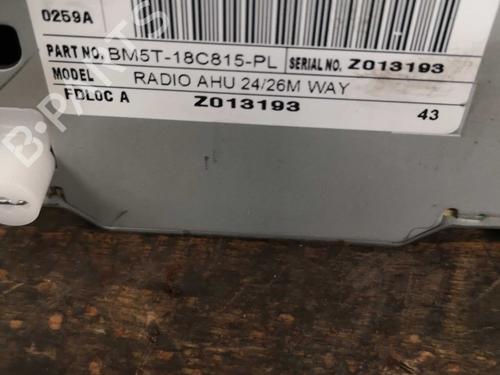 0259A
PART NO. BM5T-18C815-PL SERIAL NO. Z013193
MODEL RADIO AHU 24/26M WAY
FDLOC A Z013193 43
B-PARTS